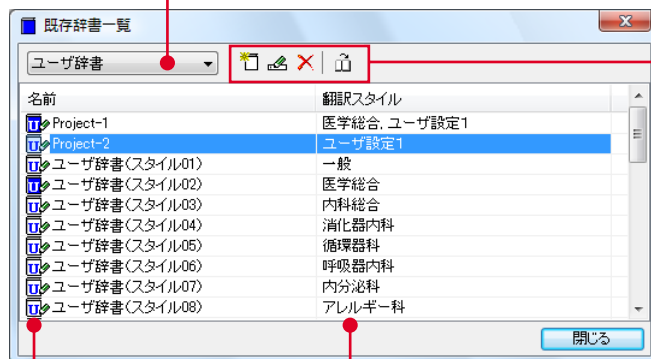 既存辞書一覧
ユーザ辞書
名前 翻訳スタイル
Project-1 医学総合, ユーザ設定1
Project-2 ユーザ設定1
ユーザ辞書(スタイル01) 一般
ユーザ辞書(スタイル02) 医学総合
ユーザ辞書(スタイル03) 内科総合
ユーザ辞書(スタイル04) 消化器内科
ユーザ辞書(スタイル05) 循環器科
ユーザ辞書(スタイル06) 呼吸器内科
ユーザ辞書(スタイル07) 内分泌科
ユーザ辞書(スタイル08) アレルギー科
閉じる